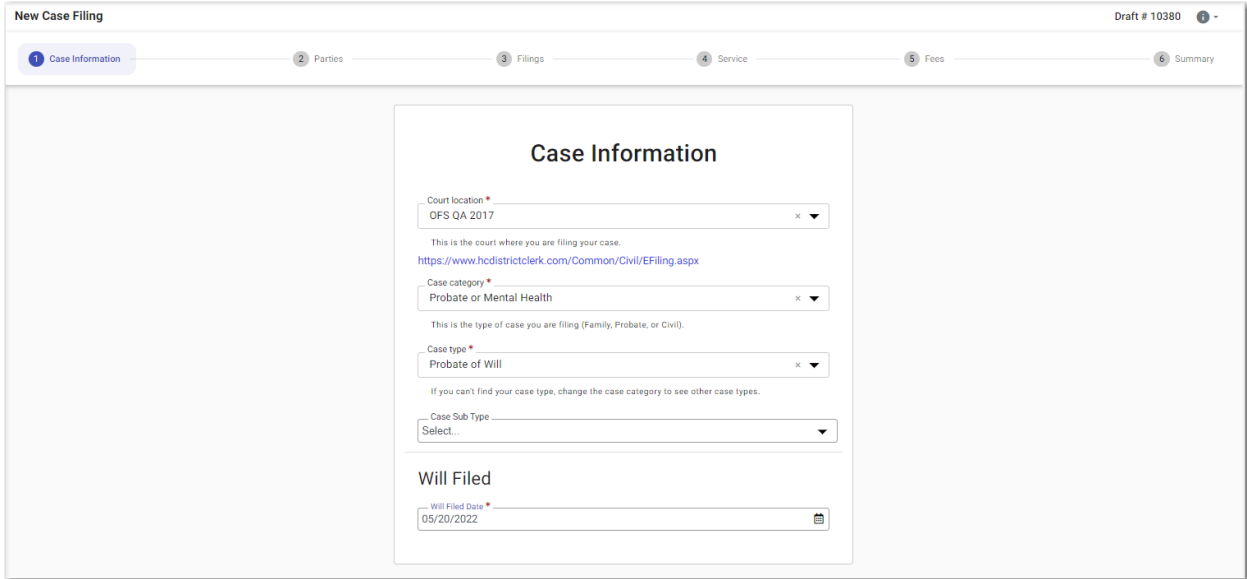 New Case Filing
Draft # 10380
1 Case Information
2 Parties
3 Filings
4 Service
5 Fees
6 Summary
Case Information
Court location *
OFS QA 2017
This is the court where you are filing your case.
https://www.hcdistrictclerk.com/Common/Civil/EFiling.aspx
Case category *
Probate or Mental Health
This is the type of case you are filing (Family, Probate, or Civil).
Case type *
Probate of Will
If you can't find your case type, change the case category to see other case types.
Case Sub Type
Select...
Will Filed
Will Filed Date *
05/20/2022